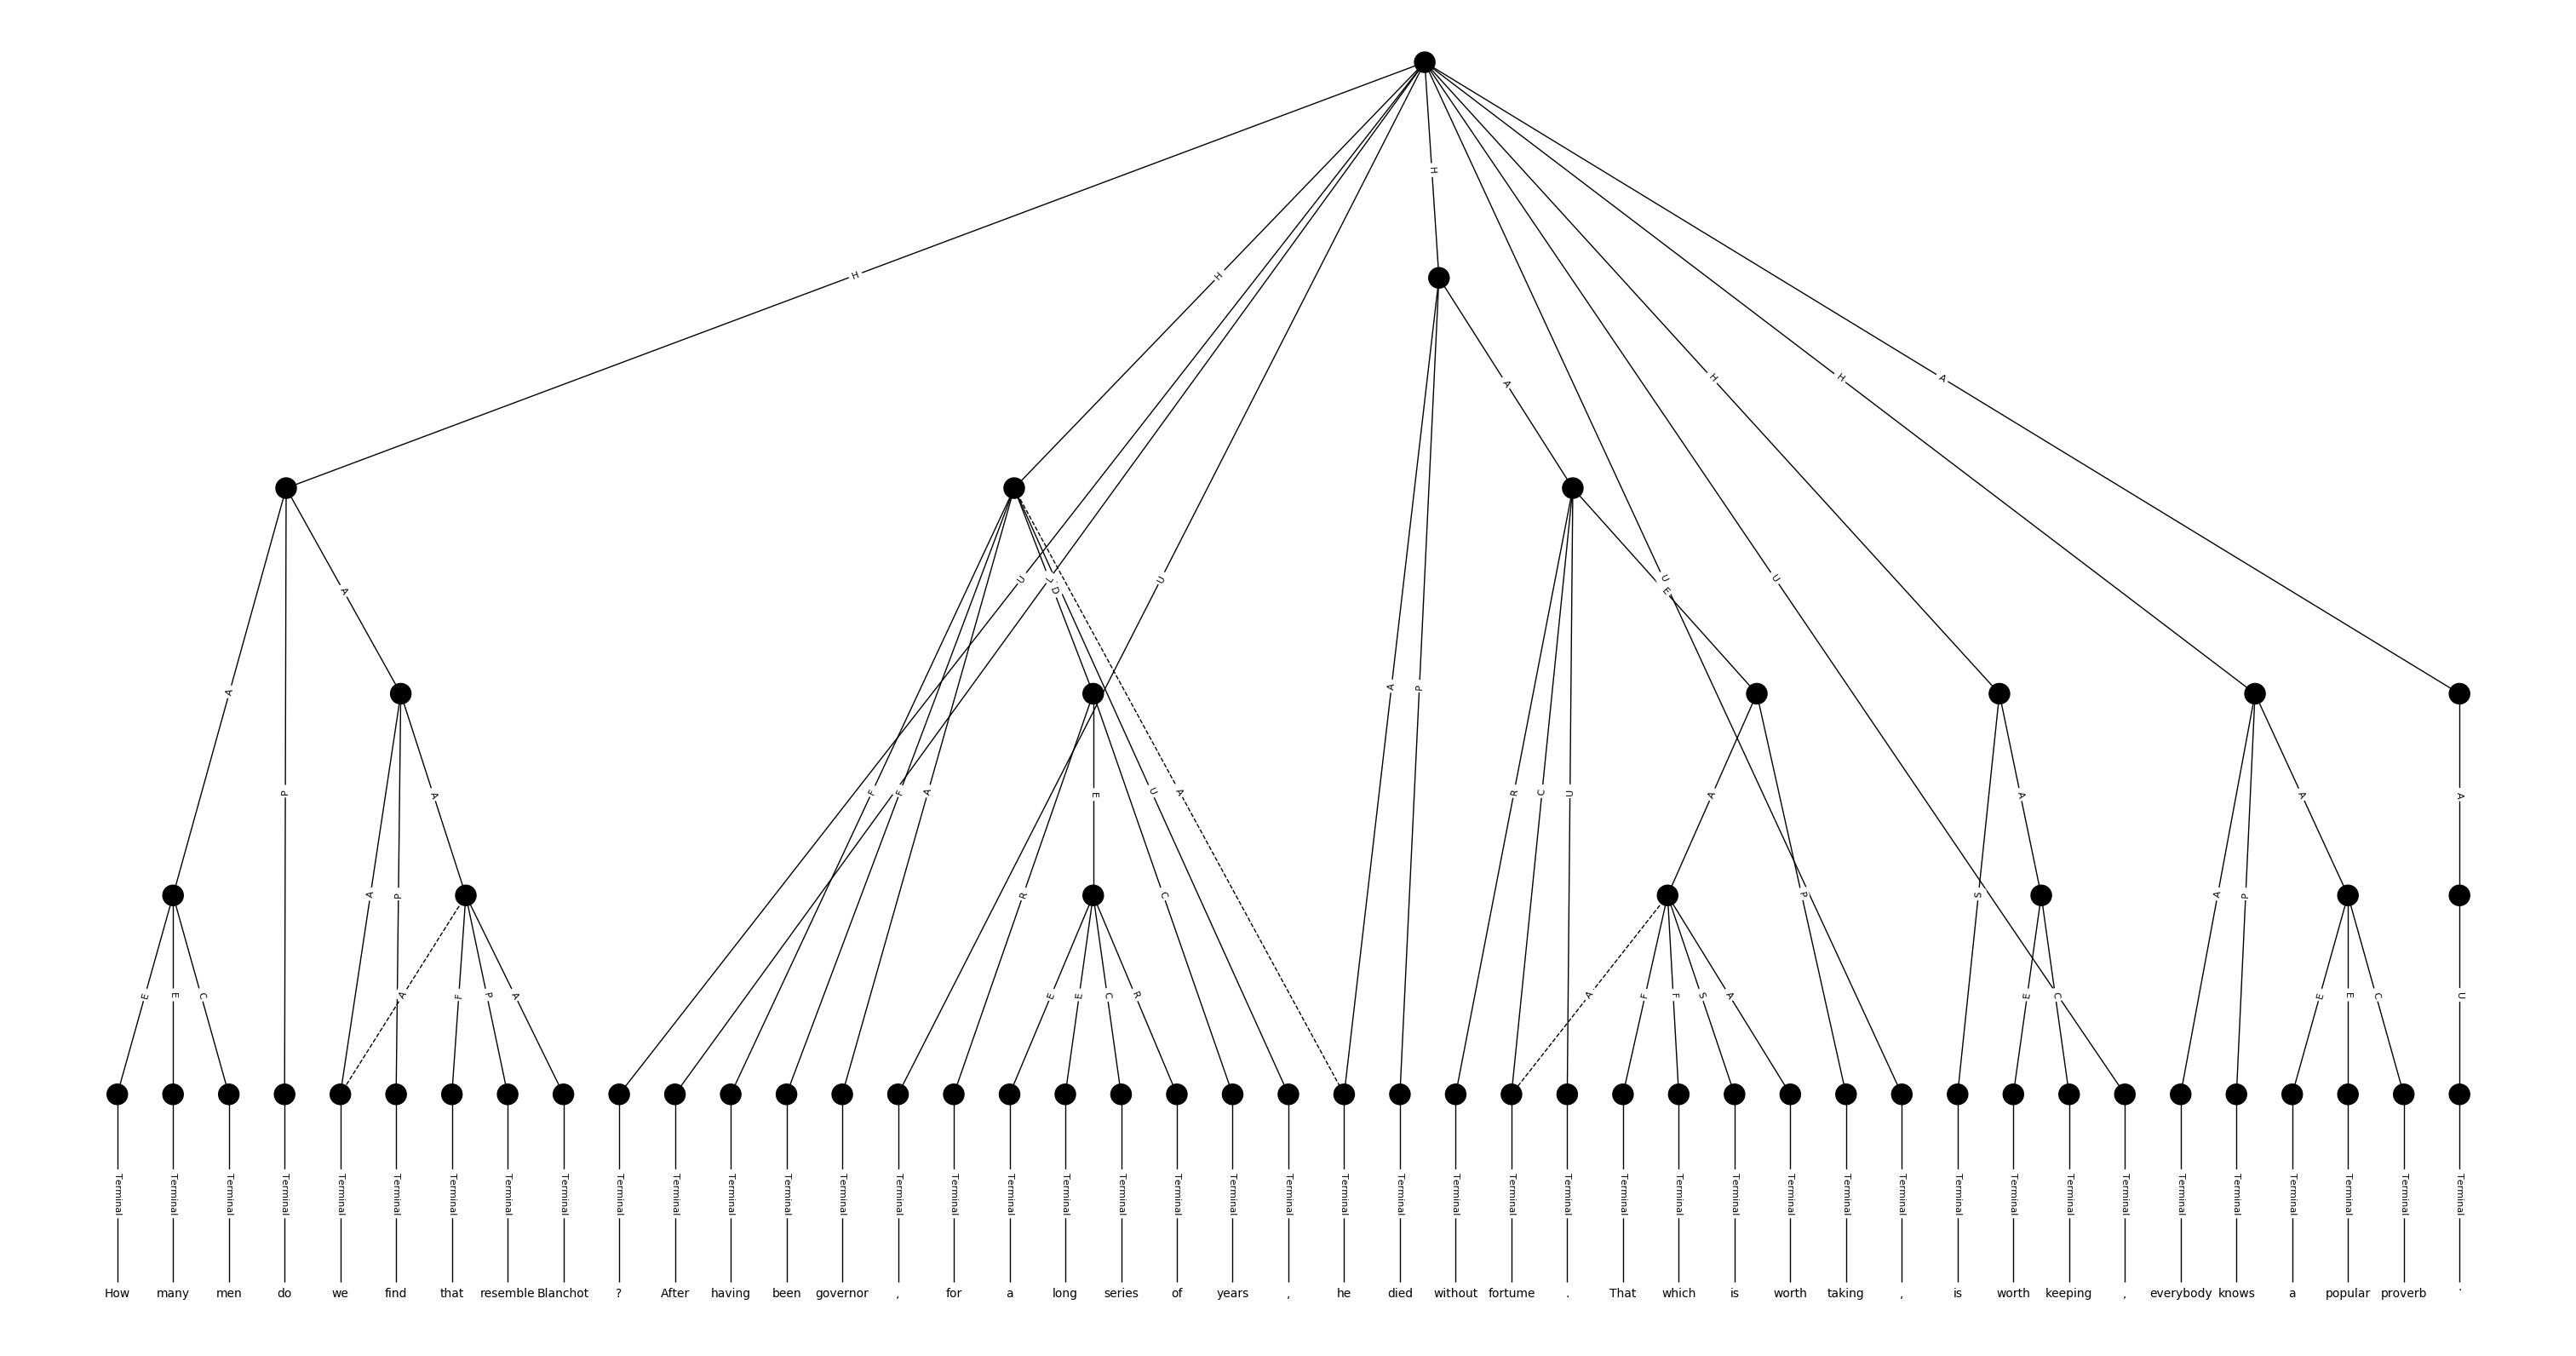 H
H H
H H A
A
U L U U U
A D E
A A P
P A F F A E U A R C U A A A A
A P R C P S A P
E E C A F P A E E C R A F F S A E C E E C U
Terminal Terminal Terminal Terminal Terminal Terminal Terminal Terminal Terminal Terminal Terminal Terminal Terminal Terminal Terminal Terminal Terminal Terminal Terminal Terminal Terminal Terminal Terminal Terminal Terminal Terminal Terminal Terminal Terminal Terminal Terminal Terminal Terminal Terminal Terminal Terminal Terminal Terminal Terminal Terminal Terminal Terminal Terminal
How many men do we find that resemble Blanchot ? After having been governor , for a long series of years , he died without fortume . That which is worth taking , is worth keeping , everybody knows a popular proverb .